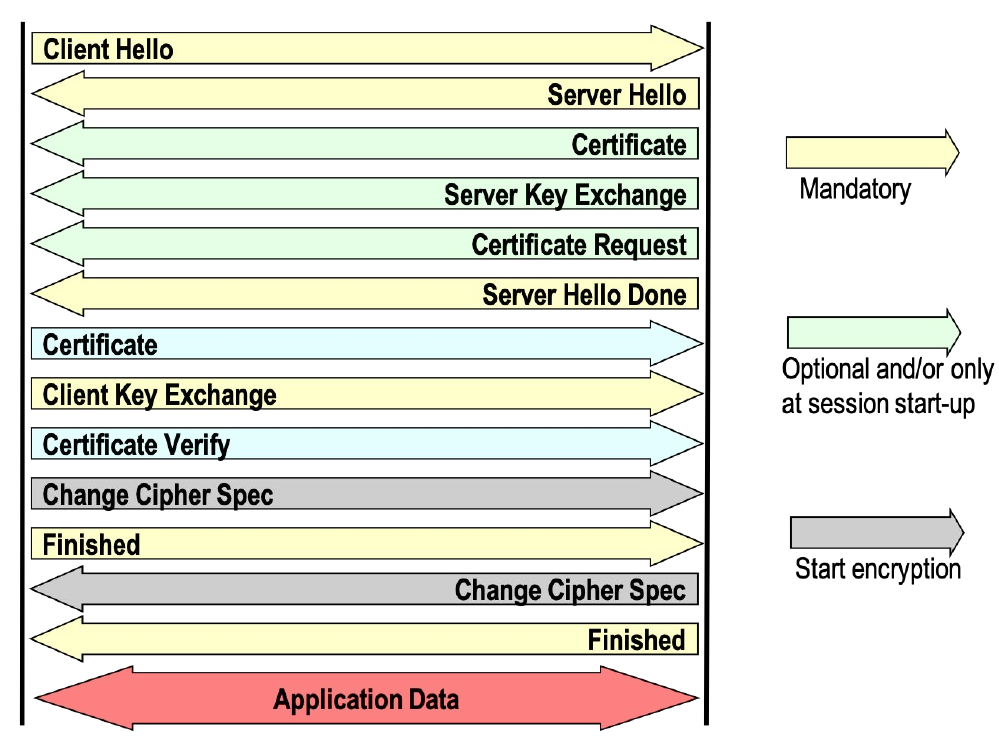 Client Hello
Server Hello
Certificate
Server Key Exchange
Certificate Request
Server Hello Done
Certificate
Client Key Exchange
Certificate Verify
Change Cipher Spec
Finished
Change Cipher Spec
Finished
Application Data
Mandatory
Optional and/or only
at session start-up
Start encryption